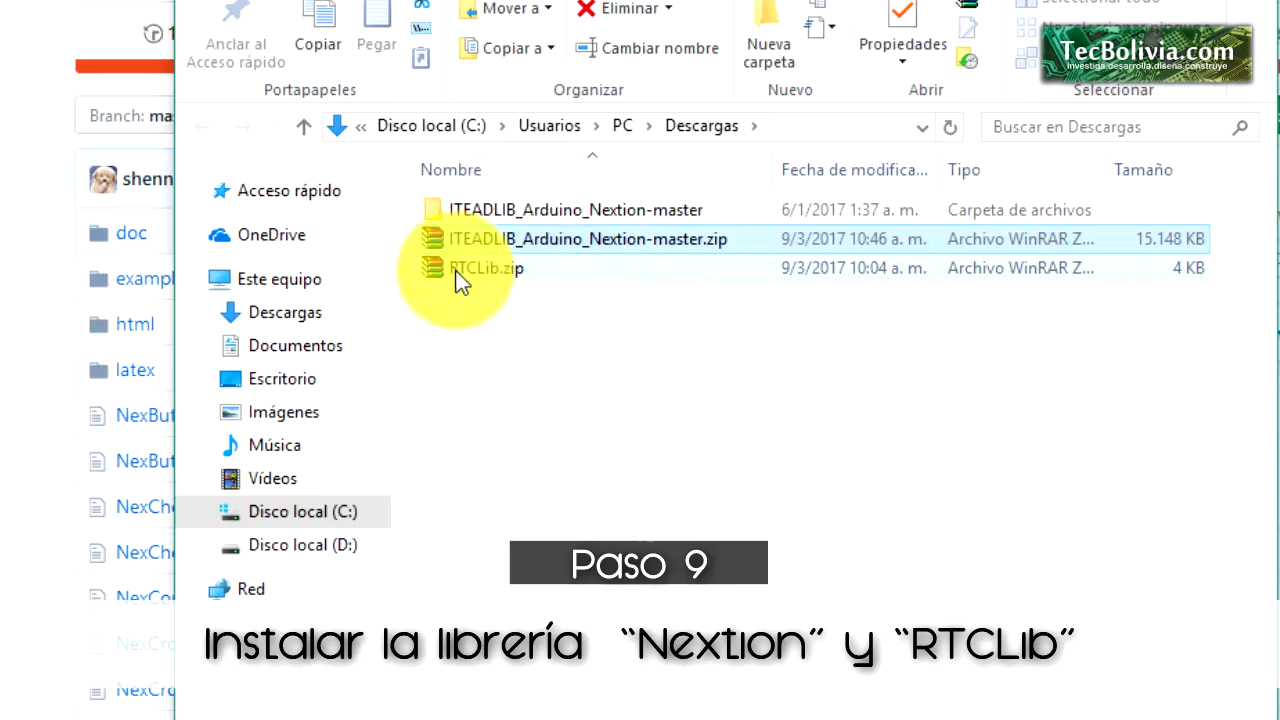 Mover a
Eliminar
Anclar al
Acceso rápido
Copiar
Pegar
Copiar a
Cambiar nombre
Nueva
carpeta
Propiedades
Portapapeles
Organizar
Nuevo
Abrir
Seleccionar
TecBolivia.com
investiga.desarrolla.diseña.construye
Branch: mas
« Disco local (C:) › Usuarios › PC › Descargas ›
Buscar en Descargas
Nombre
Fecha de modifica...
Tipo
Tamaño
ITEADLIB_Arduino_Nextion-master 6/1/2017 1:37 a. m. Carpeta de archivos
ITEADLIB_Arduino_Nextion-master.zip 9/3/2017 10:46 a. m. Archivo WinRAR Z... 15.148 KB
RTCLib.zip 9/3/2017 10:04 a. m. Archivo WinRAR Z... 4 KB
shenn
doc
exampl
html
latex
NexBut
NexBut
NexChe
NexChe
NexCro
Acceso rápido
OneDrive
Este equipo
Descargas
Documentos
Escritorio
Imágenes
Música
Vídeos
Disco local (C:)
Disco local (D:)
Red
Paso 9
Instalar la librería "Nextion" y "RTCLib"